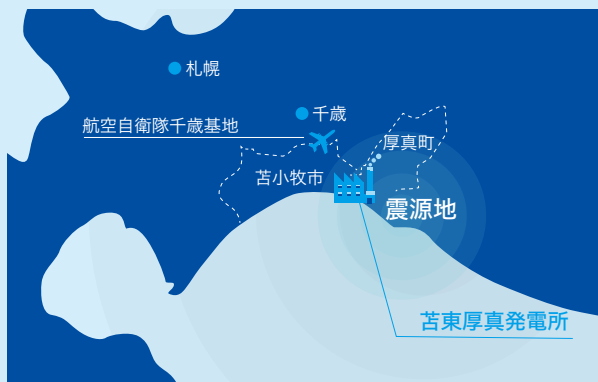 札幌
千歳
航空自衛隊千歳基地
厚真町
苫小牧市
震源地
苫東厚真発電所